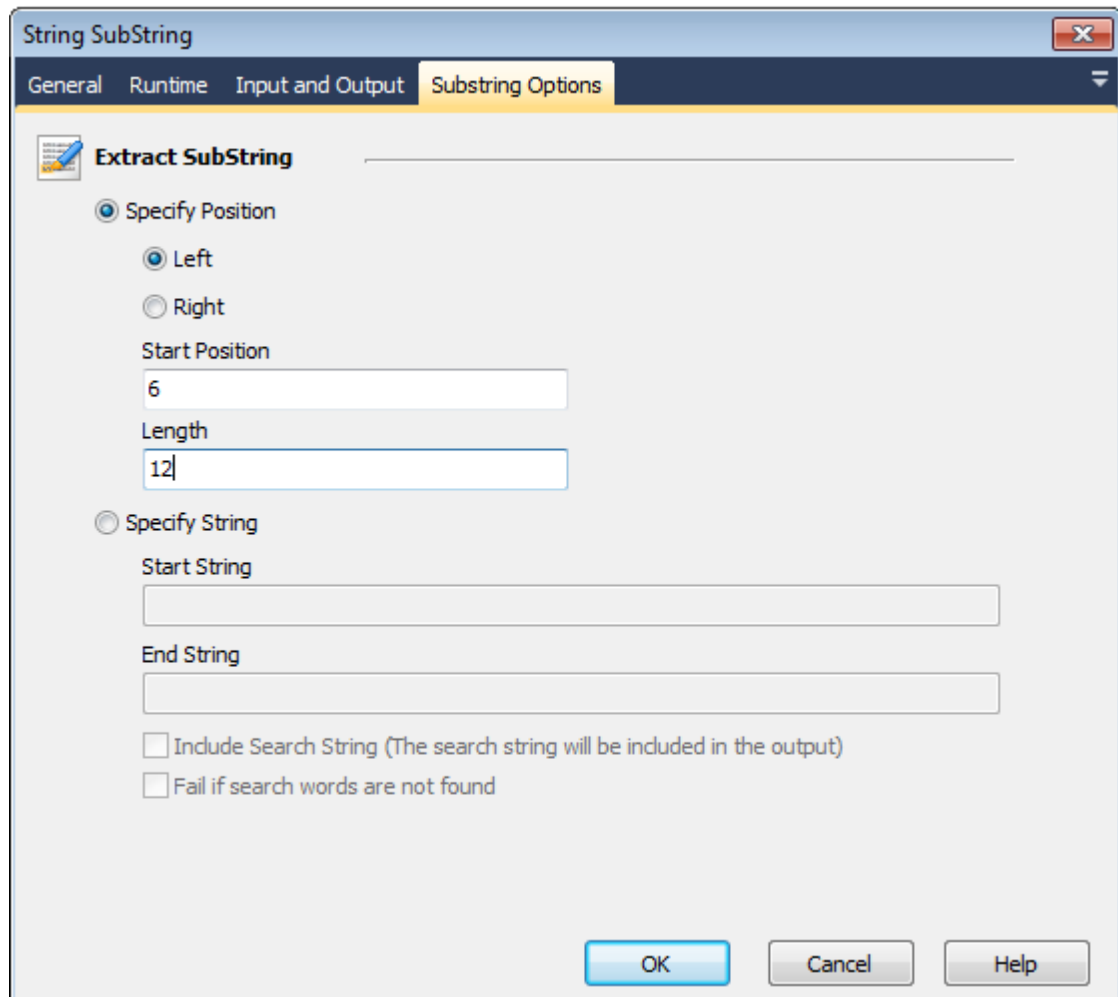 String SubString
General Runtime Input and Output Substring Options
Extract SubString
Specify Position
Left
Right
Start Position
6
Length
12
Specify String
Start String
End String
Include Search String (The search string will be included in the output)
Fail if search words are not found
OK Cancel Help